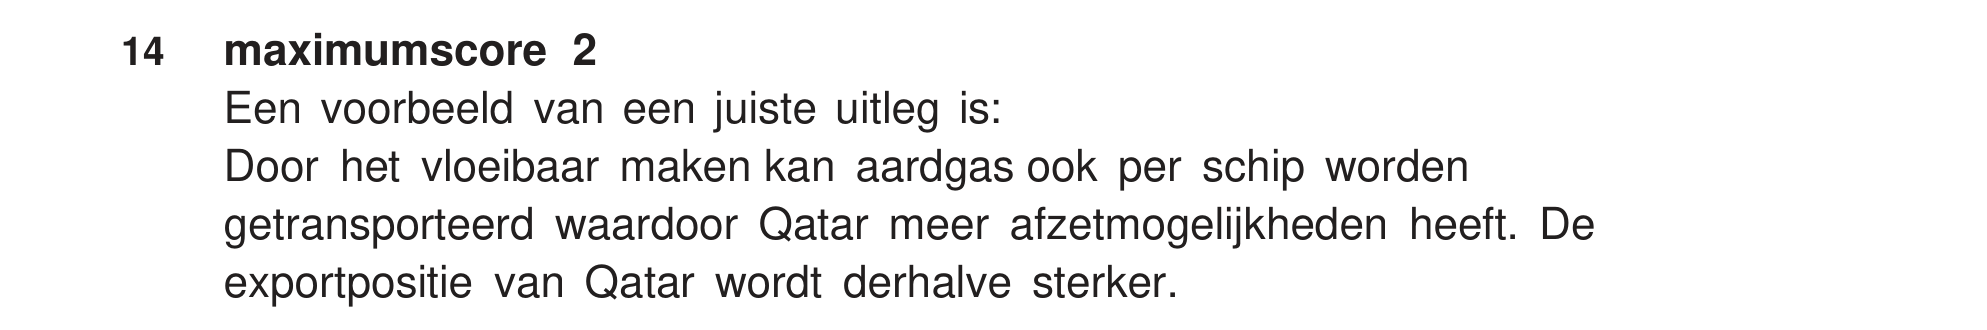 14 maximumscore 2
Een voorbeeld van een juiste uitleg is:
Door het vloeibaar maken kan aardgas ook per schip worden
getransporteerd waardoor Qatar meer afzetmogelijkheden heeft. De
exportpositie van Qatar wordt derhalve sterker.